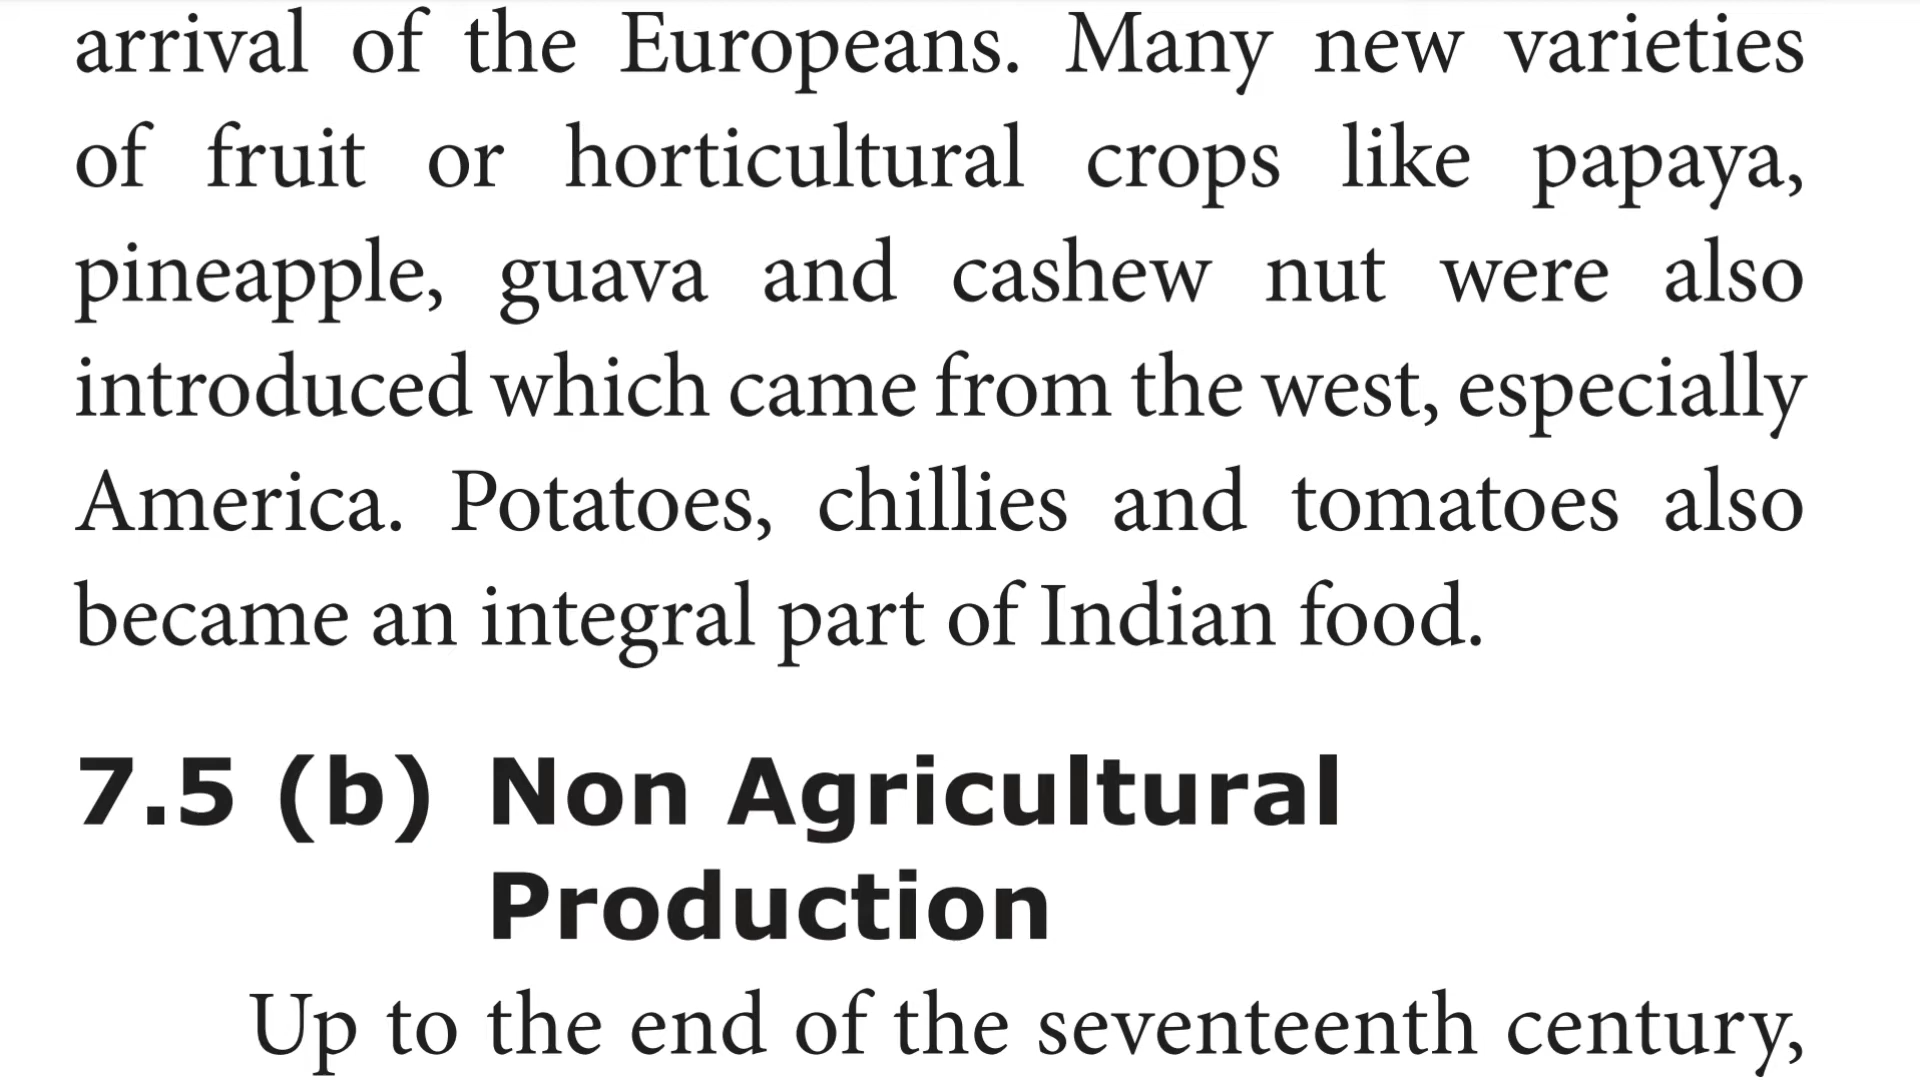 arrival of the Europeans. Many new varieties
of fruit or horticultural crops like papaya,
pineapple, guava and cashew nut were also
introduced which came from the west, especially
America. Potatoes, chillies and tomatoes also
became an integral part of Indian food.
7.5 (b) Non Agricultural
Production
Up to the end of the seventeenth century,